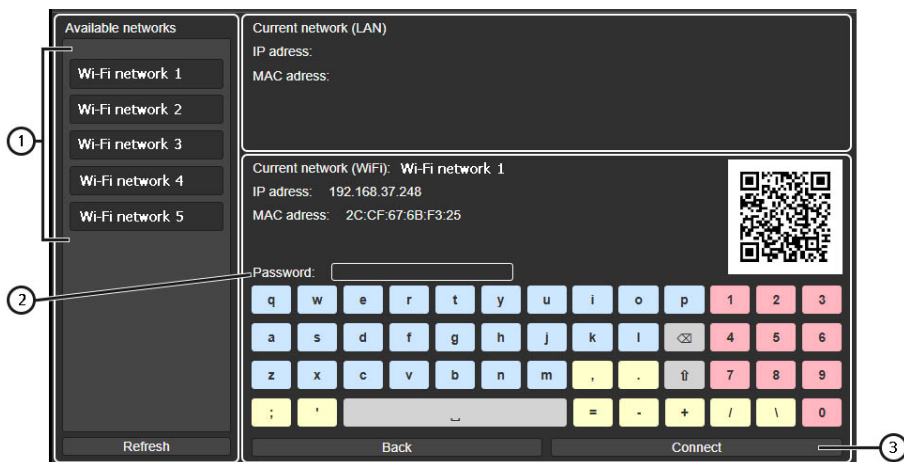 Available networks
Wi-Fi network 1
Wi-Fi network 2
Wi-Fi network 3
Wi-Fi network 4
Wi-Fi network 5
Refresh
Current network (LAN)
IP adress:
MAC adress:
Current network (WiFi): Wi-Fi network 1
IP adress: 192.168.37.248
MAC adress: 2C:CF:67:6B:F3:25
Password:
q w e r t y u i o p 1 2 3
a s d f g h j k l ⌫ 4 5 6
z x c v b n m , . ⇧ 7 8 9
; ' ␣ = - + / \ 0
Back Connect
1
2
3